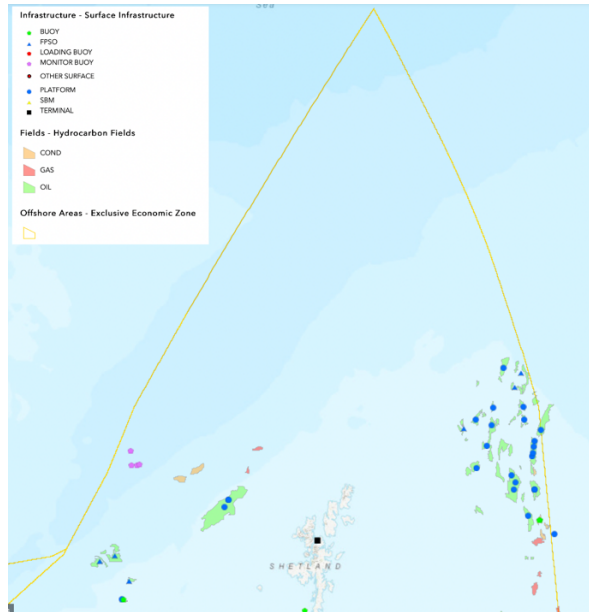 Sea
Infrastructure - Surface Infrastructure
BUOY
FPSO
LOADING BUOY
MONITOR BUOY
OTHER SURFACE
PLATFORM
SBM
TERMINAL
Fields - Hydrocarbon Fields
COND
GAS
OIL
Offshore Areas - Exclusive Economic Zone
SHETLAND